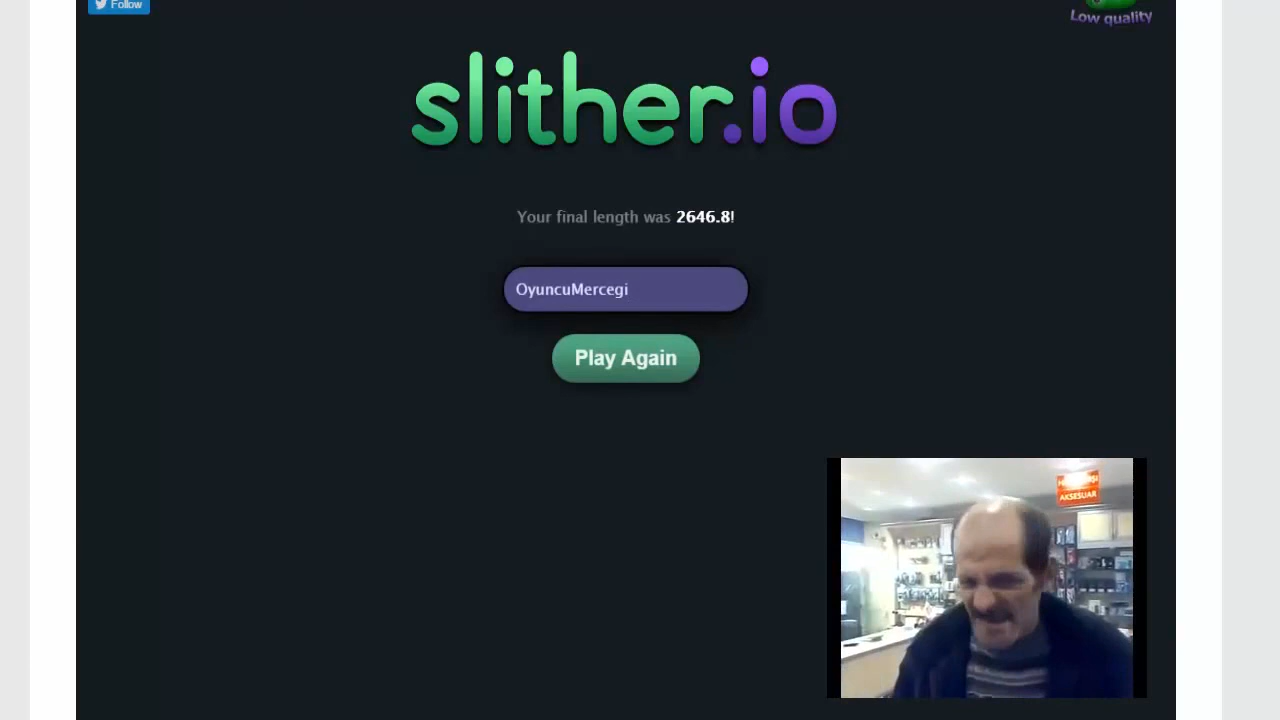 Follow
Low quality
slither.io
Your final length was 2646.8!
OyuncuMercegi
Play Again
AKSESUAR